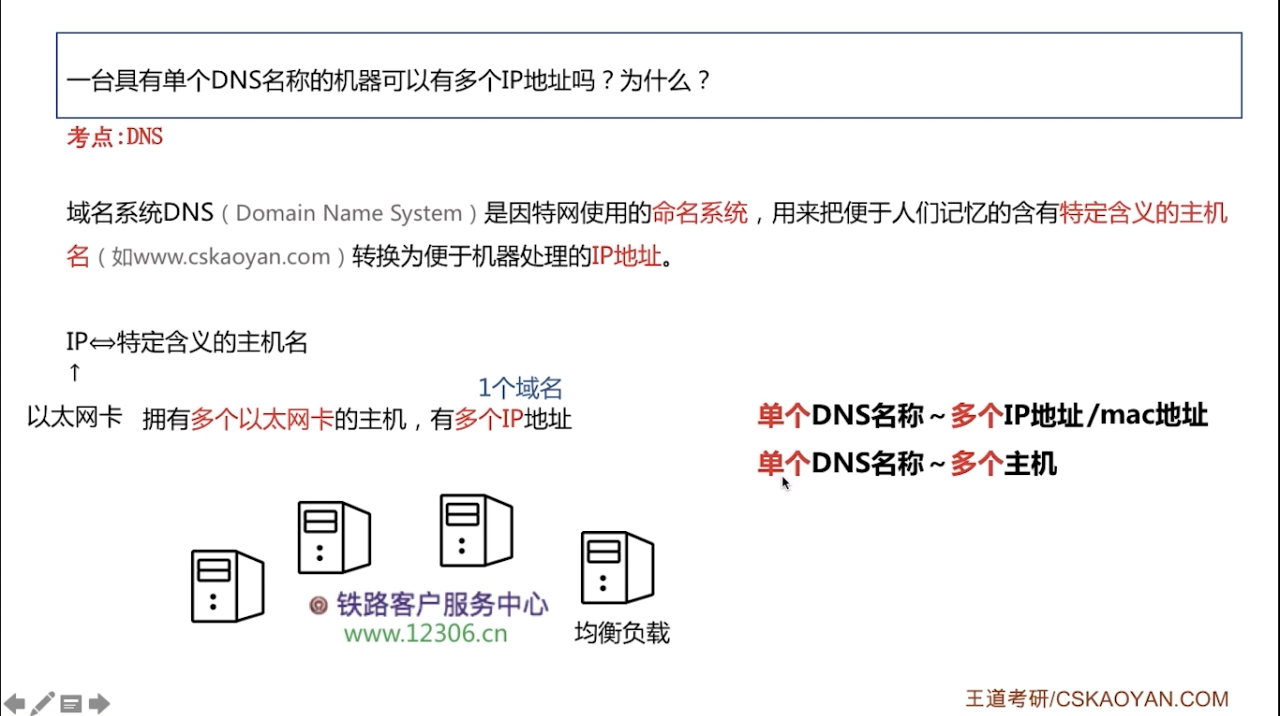 一台具有单个DNS名称的机器可以有多个IP地址吗？为什么？
考点:DNS
域名系统DNS（Domain Name System）是因特网使用的命名系统，用来把便于人们记忆的含有特定含义的主机
名（如www.cskaoyan.com）转换为便于机器处理的IP地址。
IP⇔特定含义的主机名
↑
1个域名
以太网卡 拥有多个以太网卡的主机，有多个IP地址
单个DNS名称～多个IP地址/mac地址
单个DNS名称～多个主机
铁路客户服务中心
www.12306.cn
均衡负载
王道考研/CSKAOYAN.COM